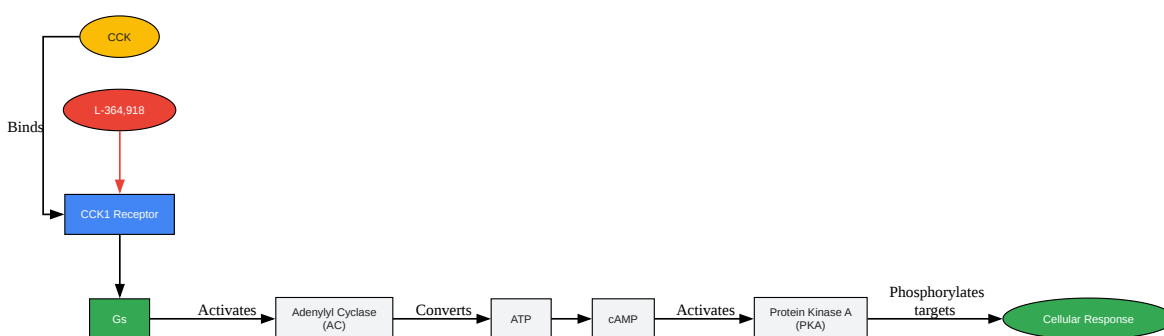 CCK
L-364,918
Binds
CCK1 Receptor
Gs
Activates
Adenylyl Cyclase
(AC)
Converts
ATP
cAMP
Activates
Protein Kinase A
(PKA)
Phosphorylates
targets
Cellular Response